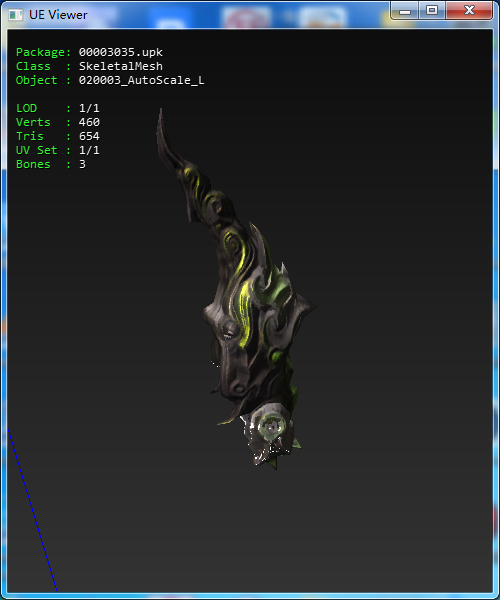 UE Viewer
Package: 00003035.upk
Class : SkeletalMesh
Object : 020003_AutoScale_L
LOD : 1/1
Verts : 460
Tris : 654
UV Set : 1/1
Bones : 3